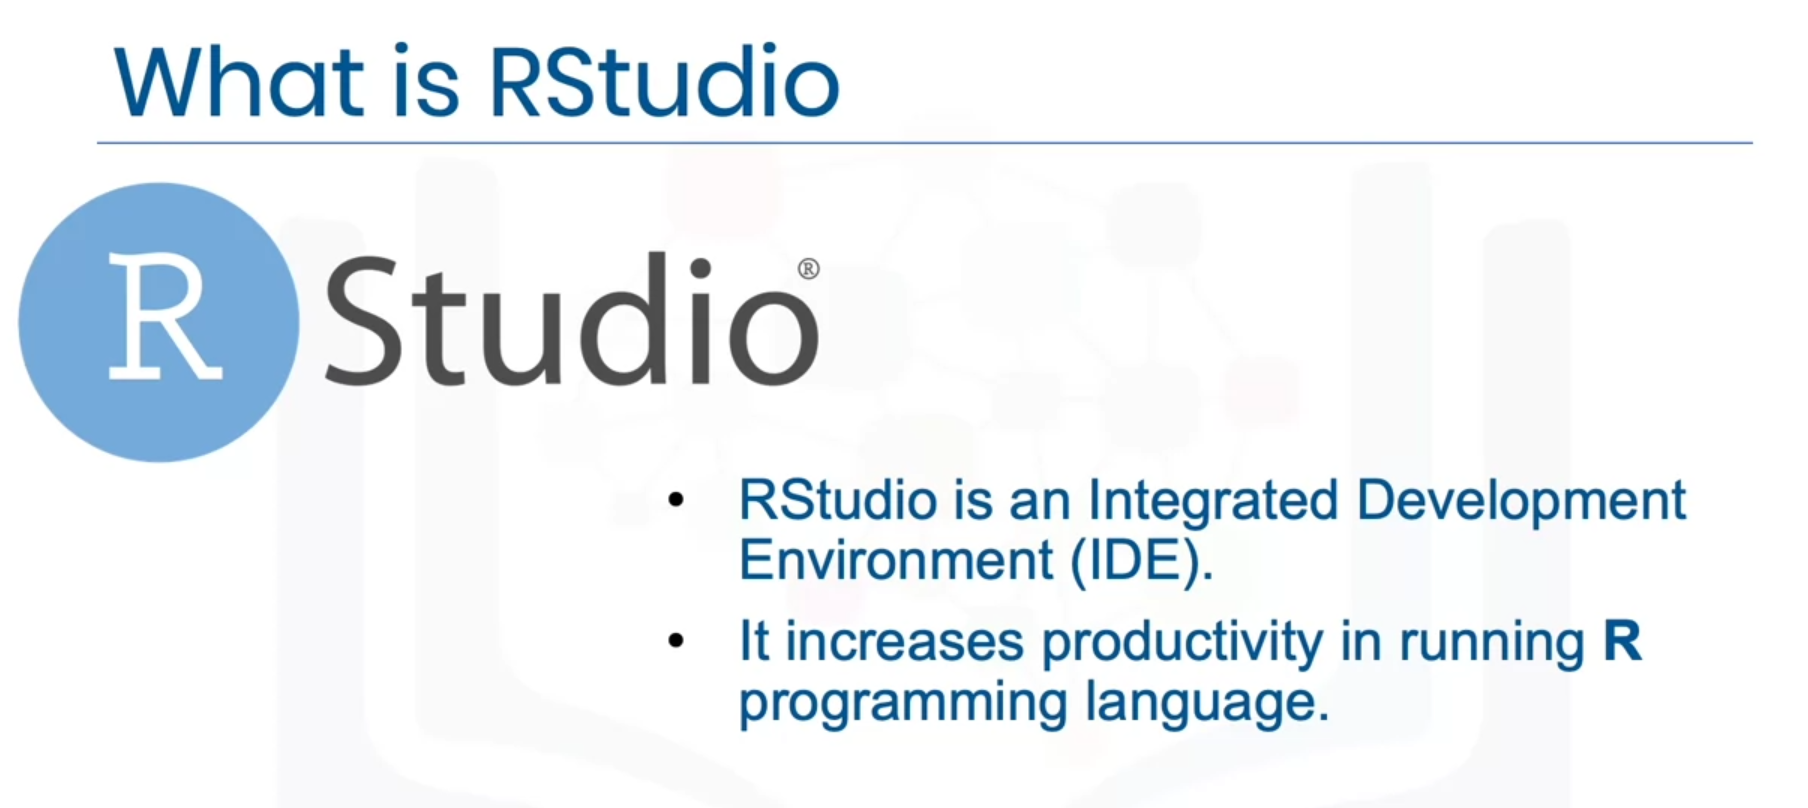 What is RStudio
R Studio®
• RStudio is an Integrated Development
Environment (IDE).
• It increases productivity in running R
programming language.